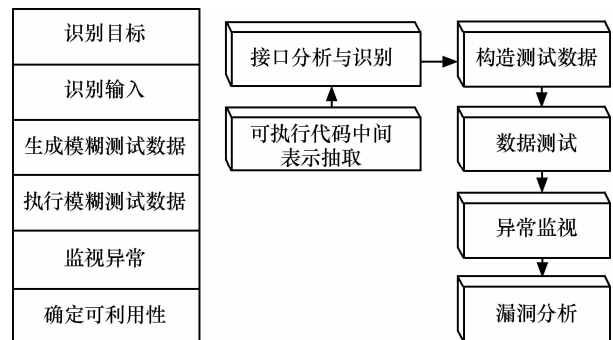 识别目标
识别输入
生成模糊测试数据
执行模糊测试数据
监视异常
确定可利用性
接口分析与识别
可执行代码中间
表示抽取
构造测试数据
数据测试
异常监视
漏洞分析